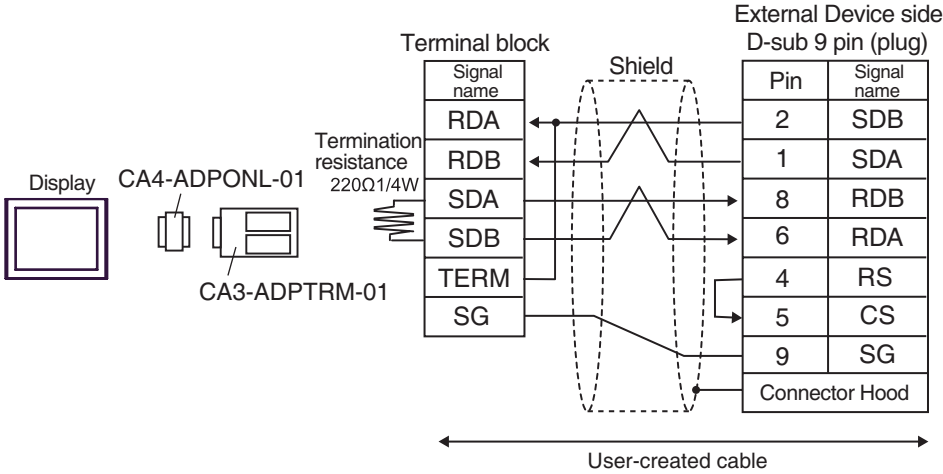 External Device side
D-sub 9 pin (plug)
Terminal block
Shield
Signal name
Pin
Signal name
RDA
2
SDB
Termination resistance
220Ω1/4W
RDB
1
SDA
Display
CA4-ADPONL-01
SDA
8
RDB
SDB
6
RDA
CA3-ADPTRM-01
TERM
4
RS
SG
5
CS
9
SG
Connector Hood
User-created cable